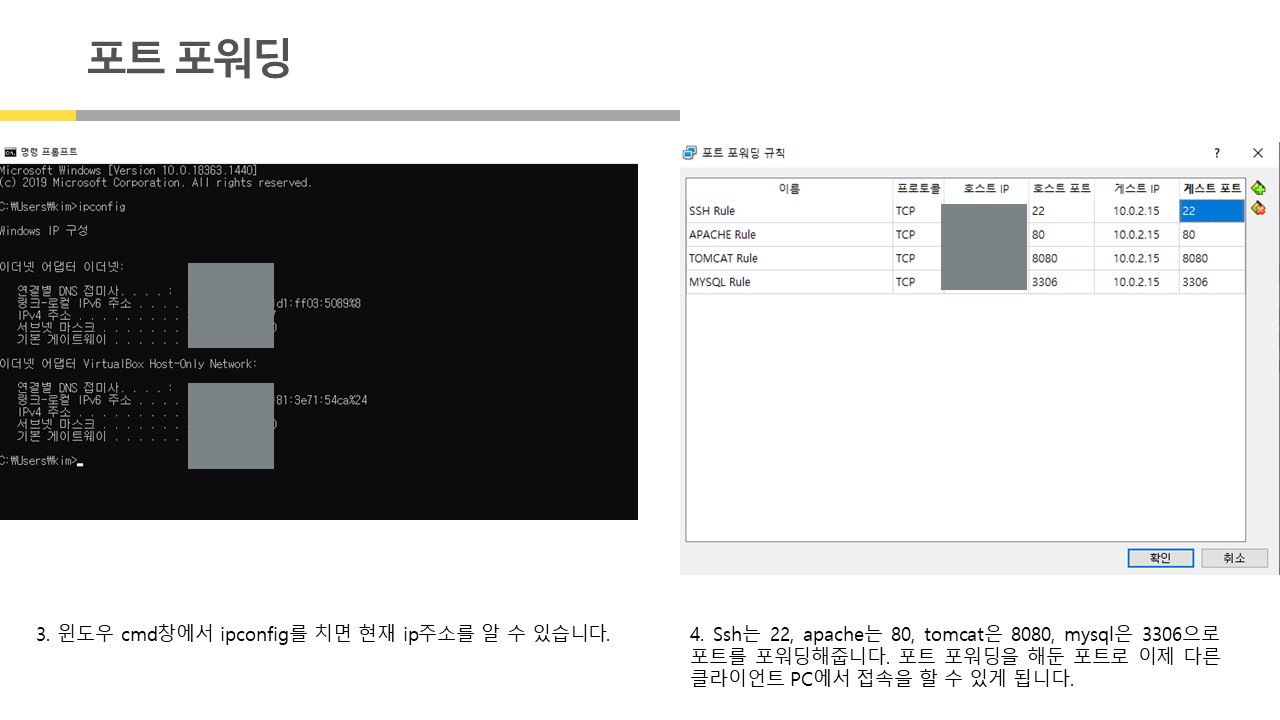 포트 포워딩
명령 프롬프트
Microsoft Windows [Version 10.0.18363.1440]
(c) 2019 Microsoft Corporation. All rights reserved.
C:₩Users₩kim>ipconfig
Windows IP 구성
이더넷 어댑터 이더넷:
연결별 DNS 접미사. . . . :
링크-로컬 IPv6 주소 . . . . d1:ff03:5089%8
IPv4 주소 . . . . . . . . .
서브넷 마스크 . . . . . . .
기본 게이트웨이 . . . . . .
이더넷 어댑터 VirtualBox Host-Only Network:
연결별 DNS 접미사. . . . :
링크-로컬 IPv6 주소 . . . . 81:3e71:54ca%24
IPv4 주소 . . . . . . . . .
서브넷 마스크 . . . . . . .
기본 게이트웨이 . . . . . .
C:₩Users₩kim>
3. 윈도우 cmd창에서 ipconfig를 치면 현재 ip주소를 알 수 있습니다.
포트 포워딩 규칙 ?
이름 프로토콜 호스트 IP 호스트 포트 게스트 IP 게스트 포트
SSH Rule TCP 22 10.0.2.15 22
APACHE Rule TCP 80 10.0.2.15 80
TOMCAT Rule TCP 8080 10.0.2.15 8080
MYSQL Rule TCP 3306 10.0.2.15 3306
확인 취소
4. Ssh는 22, apache는 80, tomcat은 8080, mysql은 3306으로
포트를 포워딩해줍니다. 포트 포워딩을 해둔 포트로 이제 다른
클라이언트 PC에서 접속을 할 수 있게 됩니다.